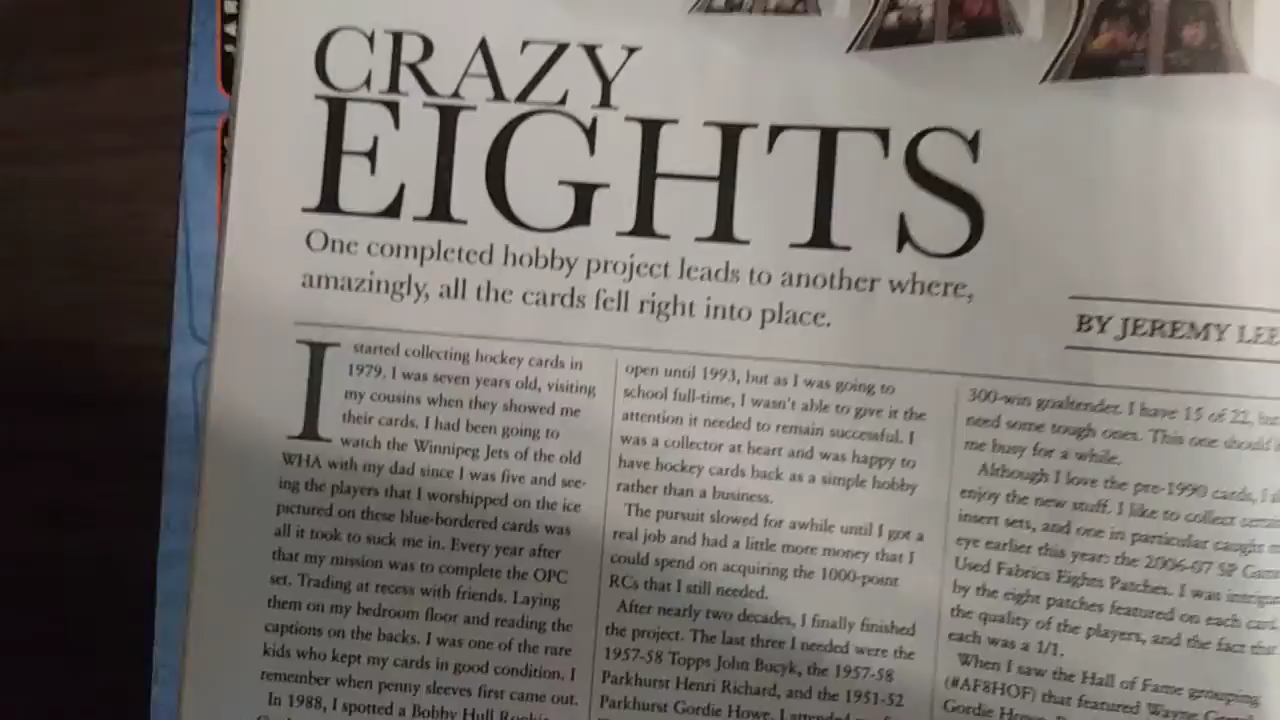 CRAZY
EIGHTS
One completed hobby project leads to another where,
amazingly, all the cards fell right into place.
BY JEREMY LEE
I started collecting hockey cards in
1979. I was seven years old, visiting
my cousins when they showed me
their cards. I had been going to
watch the Winnipeg Jets of the old
WHA with my dad since I was five and see-
ing the players that I worshipped on the ice
pictured on these blue-bordered cards was
all it took to suck me in. Every year after
that my mission was to complete the OPC
set. Trading at recess with friends. Laying
them on my bedroom floor and reading the
captions on the backs. I was one of the rare
kids who kept my cards in good condition. I
remember when penny sleeves first came out.
In 1988, I spotted a Bobby Hull Rookie
open until 1993, but as I was going to
school full-time, I wasn't able to give it the
attention it needed to remain successful. I
was a collector at heart and was happy to
have hockey cards back as a simple hobby
rather than a business.
The pursuit slowed for awhile until I got a
real job and had a little more money that I
could spend on acquiring the 1000-point
RCs that I still needed.
After nearly two decades, I finally finished
the project. The last three I needed were the
1957-58 Topps John Bucyk, the 1957-58
Parkhurst Henri Richard, and the 1951-52
Parkhurst Gordie Howe. I attended
300-win goaltender. I have 15 of 22, but
need some tough ones. This one should
me busy for a while.
Although I love the pre-1990 cards, I
enjoy the new stuff. I like to collect
insert sets, and one in particular caught
eye earlier this year: the 2006-07 SP Game
Used Fabrics Eights Patches. I was
by the eight patches featured on each card,
the quality of the players, and the fact that
each was a 1/1.
When I saw the Hall of Fame grouping
(#AF8HOF) that featured Wayne
Gordie Howe